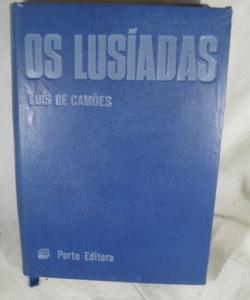 OS LUSÍADAS
LUÍS DE CAMÕES
Porto Editora